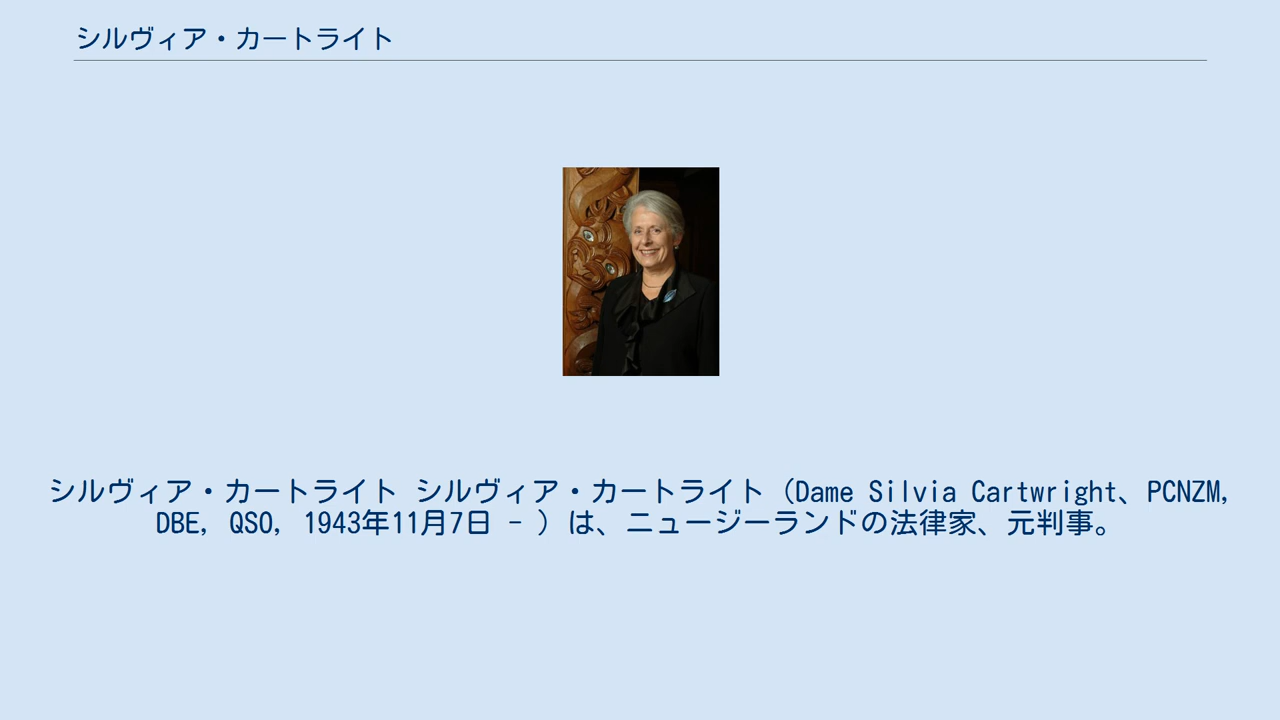 シルヴィア・カートライト
シルヴィア・カートライト シルヴィア・カートライト（Dame Silvia Cartwright、PCNZM,
DBE, QSO, 1943年11月7日 - ）は、ニュージーランドの法律家、元判事。